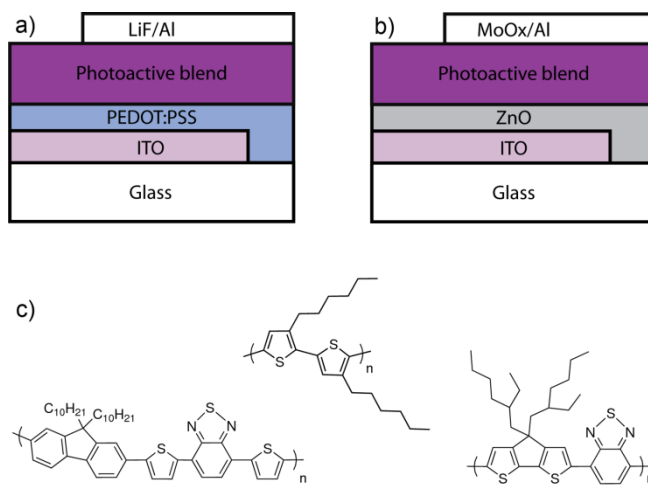 a)
LiF/Al
Photoactive blend
PEDOT:PSS
ITO
Glass
b)
MoOx/Al
Photoactive blend
ZnO
ITO
Glass
c)
C10H21
C10H21
S
N
N
S
S
n
S
S
n
S
S
S
N
N
n